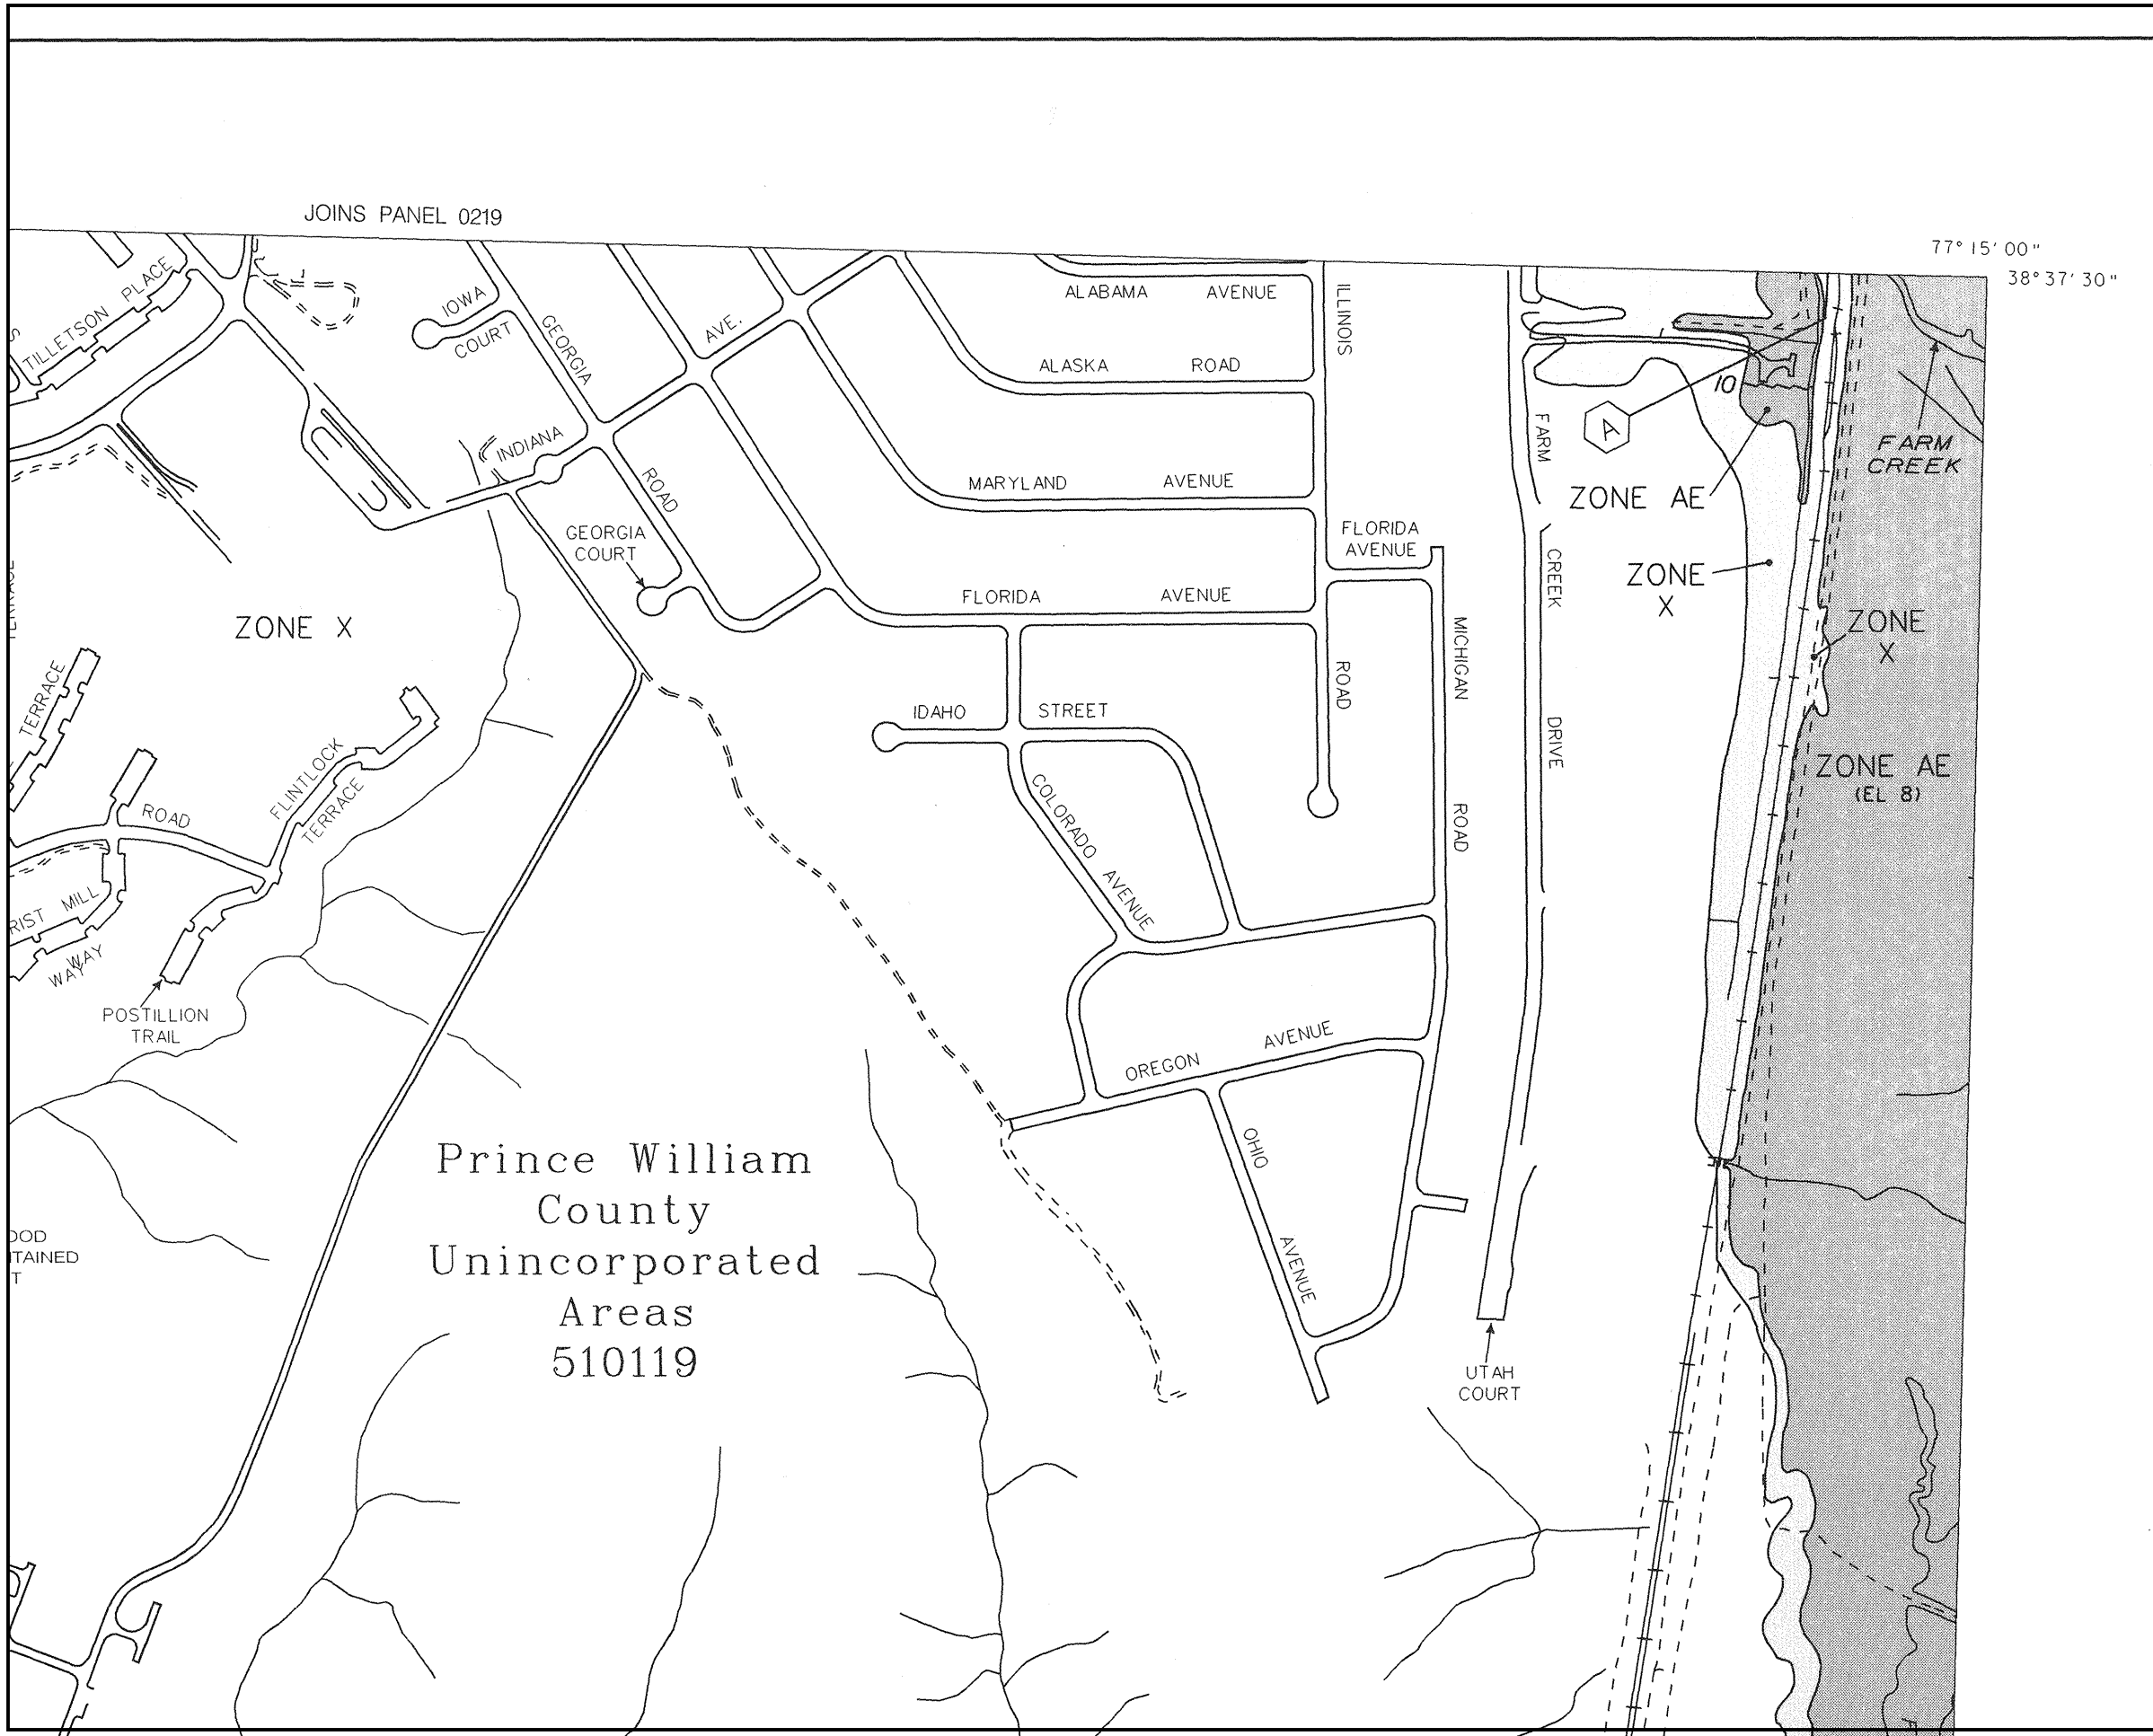 JOINS PANEL 0219
77° 15' 00"
38° 37' 30"
TILLETSON PLACE
IOWA
COURT
GEORGIA
ROAD
AVE.
INDIANA
GEORGIA
COURT
ALABAMA AVENUE
ILLINOIS
ROAD
ALASKA ROAD
MARYLAND AVENUE
FLORIDA
AVENUE
FLORIDA AVENUE
FARM
CREEK
DRIVE
10
A
FARM
CREEK
ZONE AE
ZONE
X
ZONE
X
ZONE AE
(EL 8)
ZONE X
MICHIGAN
ROAD
IDAHO STREET
COLORADO AVENUE
TERRACE
FLINTLOCK
TERRACE
ROAD
RIST MILL
WAY
WAY
POSTILLION
TRAIL
OREGON AVENUE
OHIO
AVENUE
UTAH
COURT
Prince William
County
Unincorporated
Areas
510119
OOD
TAINED
T